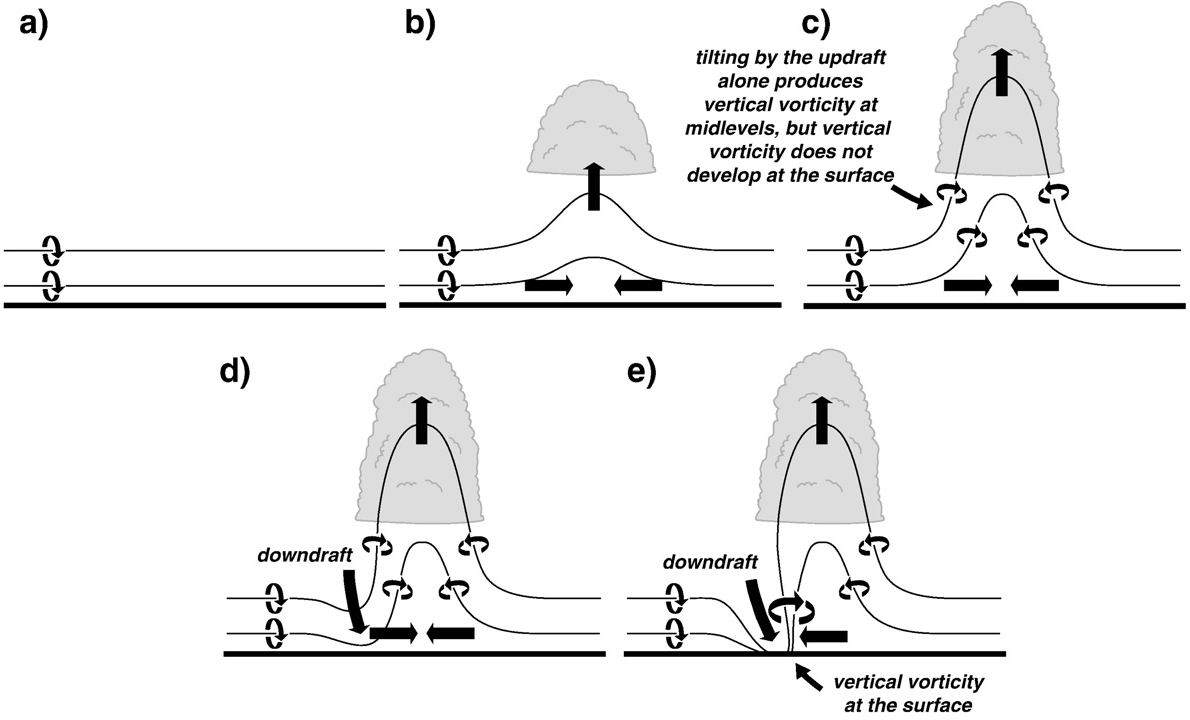 a)
b)
c)
tilting by the updraft
alone produces
vertical vorticity at
midlevels, but vertical
vorticity does not
develop at the surface
d)
downdraft
e)
downdraft
vertical vorticity
at the surface